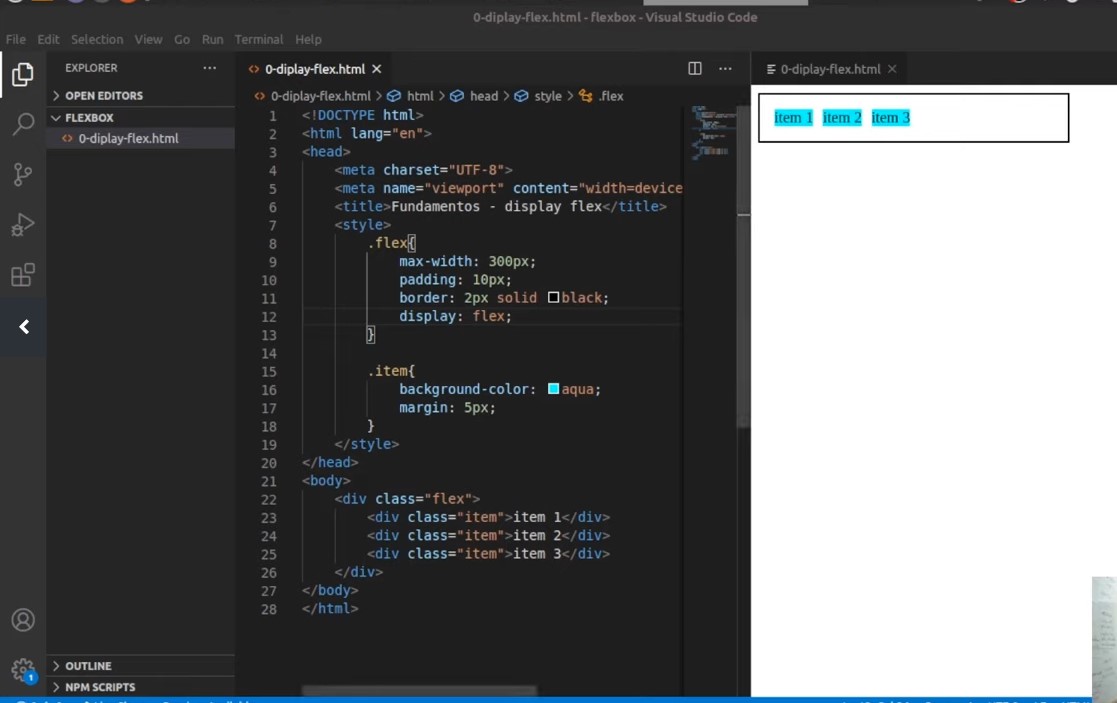 0-diplay-flex.html - flexbox - Visual Studio Code
File Edit Selection View Go Run Terminal Help
EXPLORER
OPEN EDITORS
FLEXBOX
0-diplay-flex.html
0-diplay-flex.html
0-diplay-flex.html > html > head > style > .flex
1 <!DOCTYPE html>
2 <html lang="en">
3 <head>
4 <meta charset="UTF-8">
5 <meta name="viewport" content="width=device
6 <title>Fundamentos - display flex</title>
7 <style>
8 .flex{
9 max-width: 300px;
10 padding: 10px;
11 border: 2px solid black;
12 display: flex;
13 }
14
15 .item{
16 background-color: aqua;
17 margin: 5px;
18 }
19 </style>
20 </head>
21 <body>
22 <div class="flex">
23 <div class="item">item 1</div>
24 <div class="item">item 2</div>
25 <div class="item">item 3</div>
26 </div>
27 </body>
28 </html>
0-diplay-flex.html
item 1 item 2 item 3
OUTLINE
NPM SCRIPTS
1